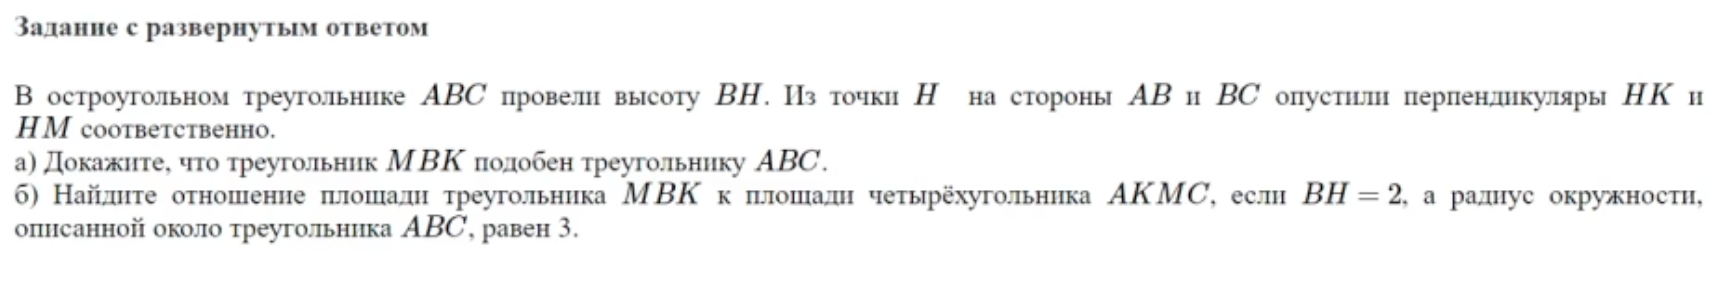 Задание с развернутым ответом
В остроугольном треугольнике ABC провели высоту BH. Из точки H на стороны AB и BC опустили перпендикуляры HK и
HM соответственно.
а) Докажите, что треугольник MBK подобен треугольнику ABC.
б) Найдите отношение площади треугольника MBK к площади четырёхугольника AKMC, если BH = 2, а радиус окружности,
описанной около треугольника ABC, равен 3.